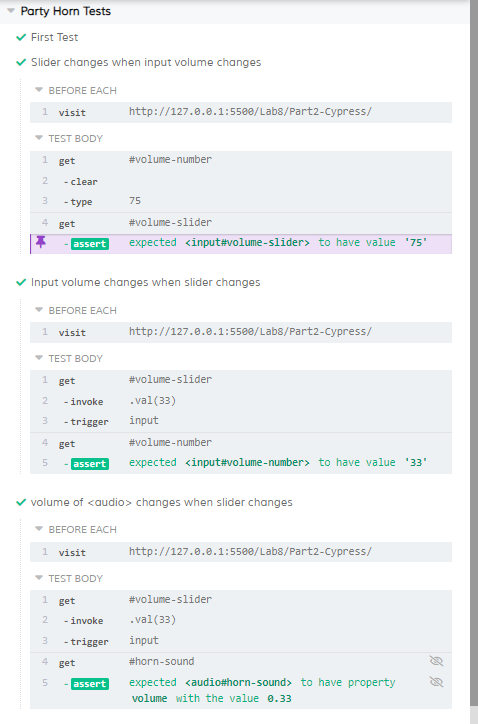 Party Horn Tests
First Test
Slider changes when input volume changes
BEFORE EACH
1 visit http://127.0.0.1:5500/Lab8/Part2-Cypress/
TEST BODY
1 get #volume-number
2 -clear
3 -type 75
4 get #volume-slider
-assert expected <input#volume-slider> to have value '75'
Input volume changes when slider changes
BEFORE EACH
1 visit http://127.0.0.1:5500/Lab8/Part2-Cypress/
TEST BODY
1 get #volume-slider
2 -invoke .val(33)
3 -trigger input
4 get #volume-number
5 -assert expected <input#volume-number> to have value '33'
volume of <audio> changes when slider changes
BEFORE EACH
1 visit http://127.0.0.1:5500/Lab8/Part2-Cypress/
TEST BODY
1 get #volume-slider
2 -invoke .val(33)
3 -trigger input
4 get #horn-sound
5 -assert expected <audio#horn-sound> to have property
volume with the value 0.33